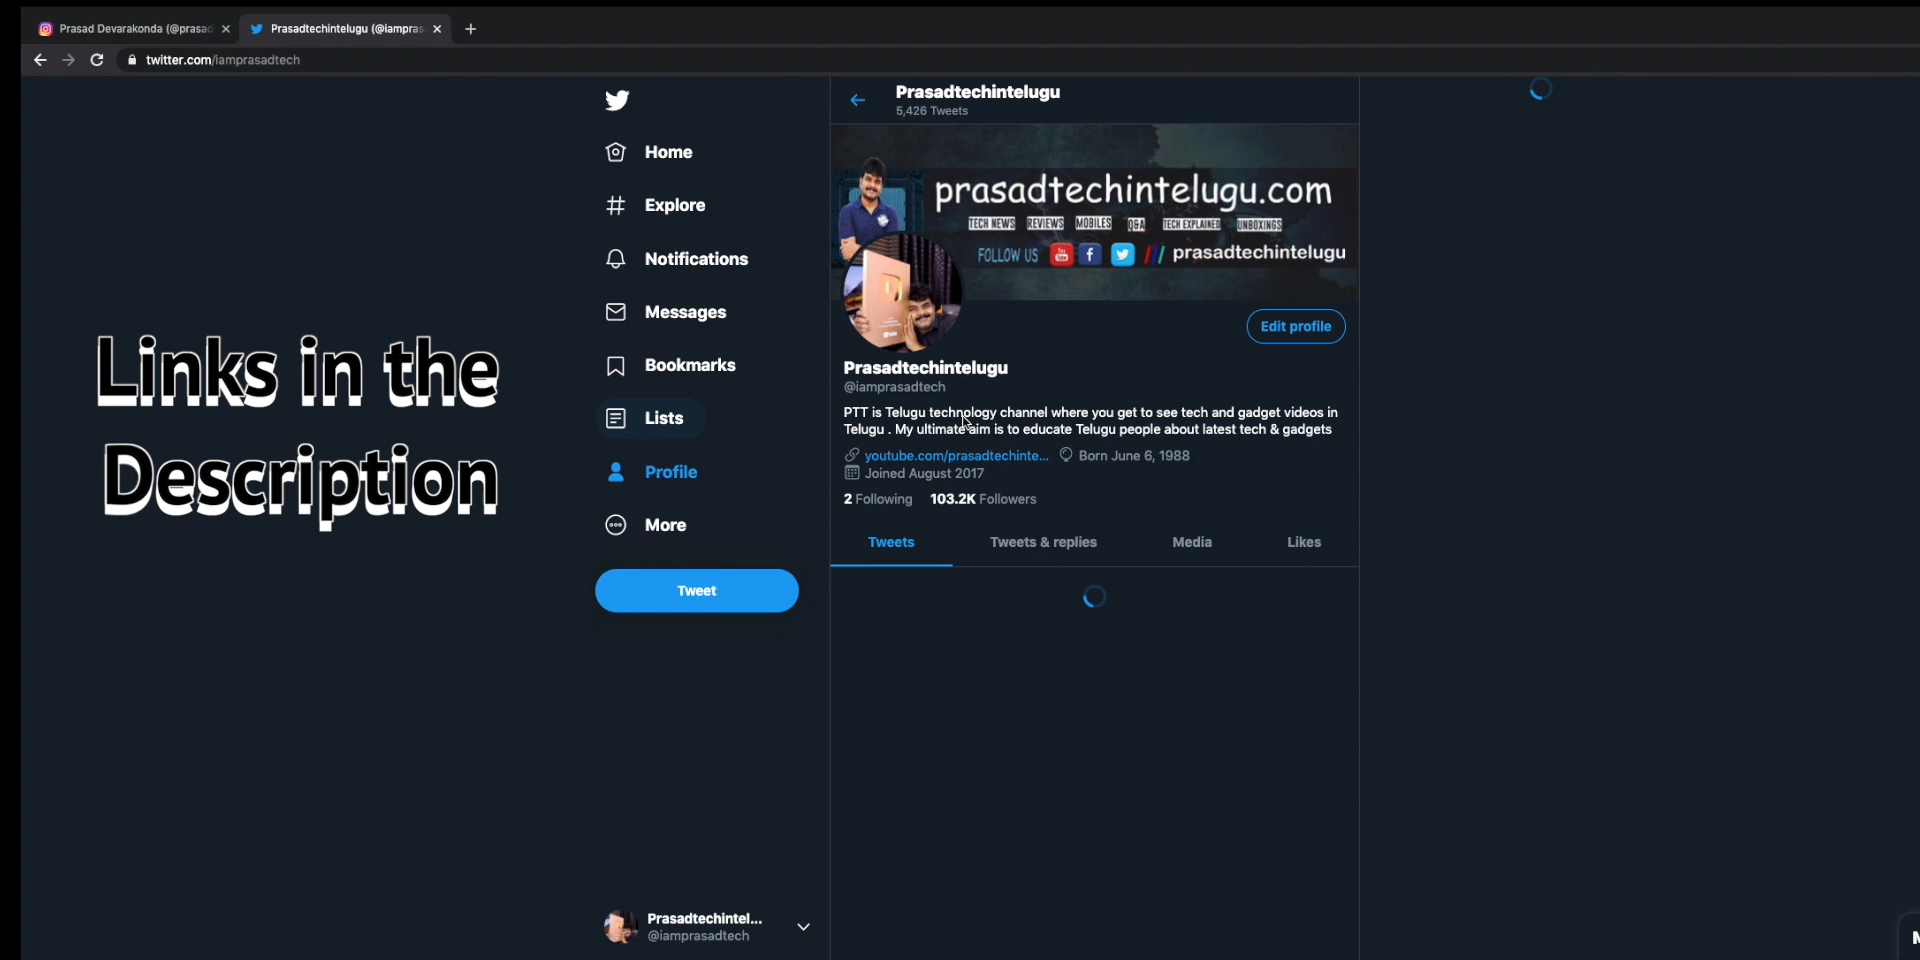 Prasad Devarakonda (@prasad
Prasadtechintelugu (@iampras
twitter.com/iamprasadtech
Links in the
Description
Home
Explore
Notifications
Messages
Bookmarks
Lists
Profile
More
Tweet
Prasadtechintel...
@iamprasadtech
Prasadtechintelugu
5,426 Tweets
prasadtechintelugu.com
TECH NEWS REVIEWS MOBILES Q&A TECH EXPLAINED UNBOXINGS
FOLLOW US You Tube f /// prasadtechintelugu
Edit profile
Prasadtechintelugu
@iamprasadtech
PTT is Telugu technology channel where you get to see tech and gadget videos in
Telugu . My ultimate aim is to educate Telugu people about latest tech & gadgets
youtube.com/prasadtechinte... Born June 6, 1988
Joined August 2017
2 Following 103.2K Followers
Tweets Tweets & replies Media Likes